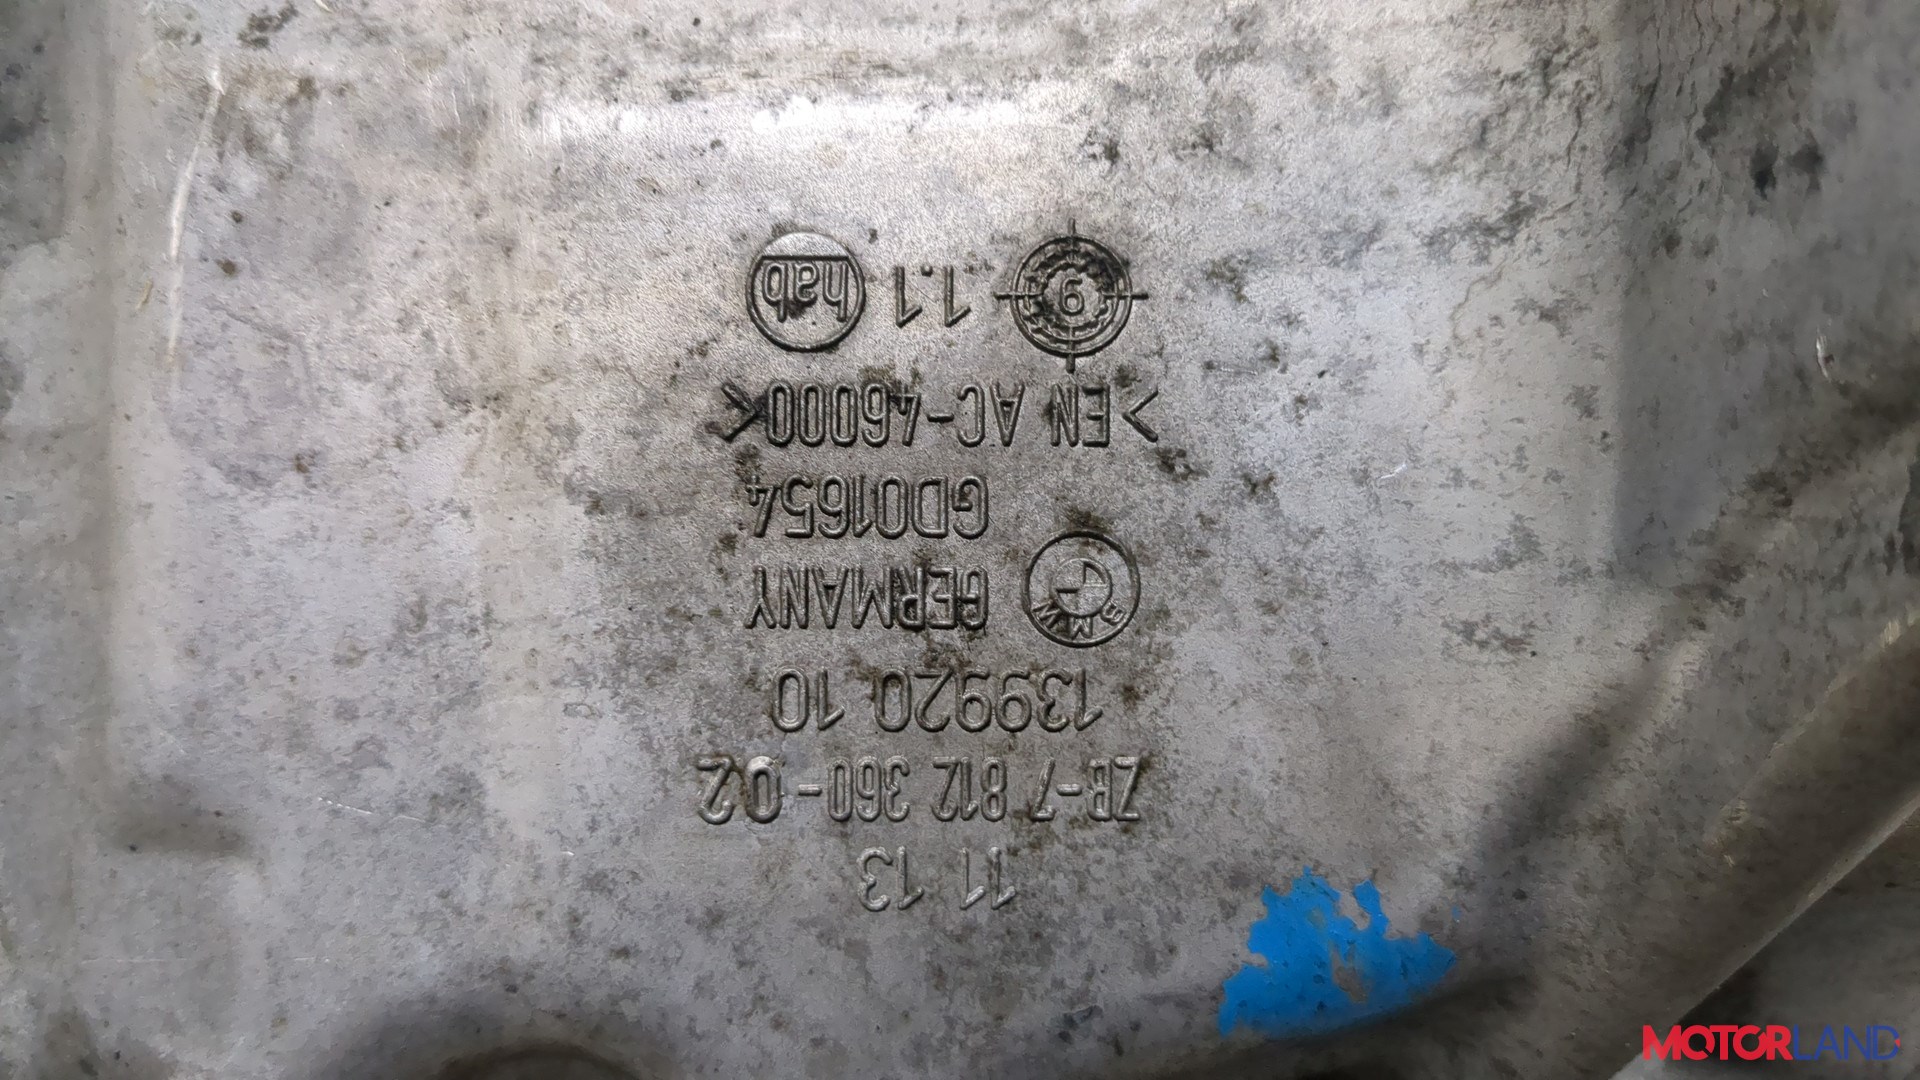 11 13
ZB-7 812 360-02
139920 10
BMW GERMANY
GD01654
>EN AC-46000<
9 1.1 hab
MOTORLAND